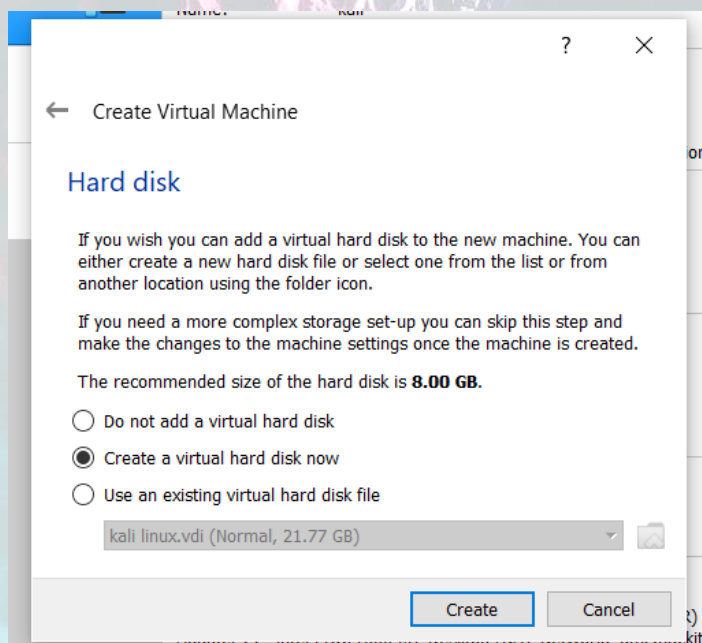 Name: kali
?
Create Virtual Machine
Hard disk
If you wish you can add a virtual hard disk to the new machine. You can
either create a new hard disk file or select one from the list or from
another location using the folder icon.
If you need a more complex storage set-up you can skip this step and
make the changes to the machine settings once the machine is created.
The recommended size of the hard disk is 8.00 GB.
Do not add a virtual hard disk
Create a virtual hard disk now
Use an existing virtual hard disk file
kali linux.vdi (Normal, 21.77 GB)
Create Cancel